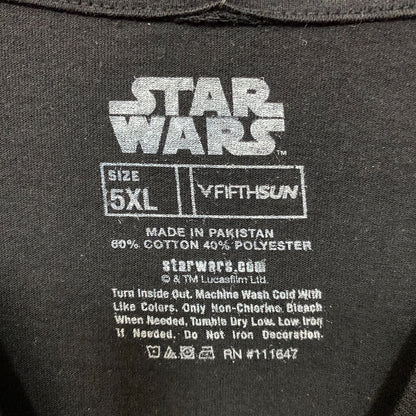 STAR
WARS™
SIZE
5XL
FIFTHSUN
MADE IN PAKISTAN
60% COTTON 40% POLYESTER
starwars.com
© & TM Lucasfilm Ltd.
Turn Inside Out. Machine Wash Cold With
Like Colors. Only Non-Chlorine Bleach
When Needed, Tumble Dry Low. Low Iron
If Needed. Do Not Iron Decoration.
RN #111647